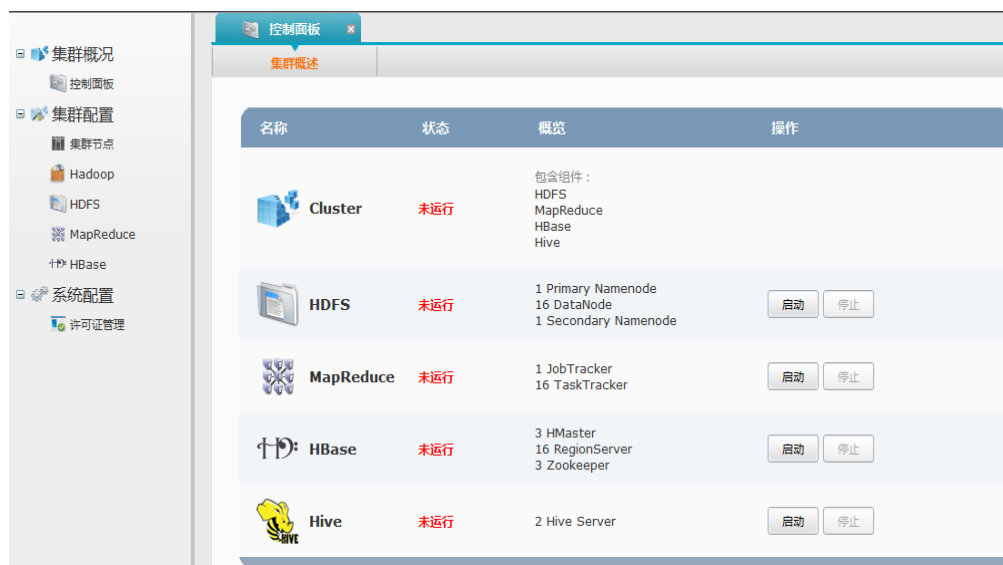 控制面板
集群概述
集群概况
控制面板
集群配置
集群节点
Hadoop
HDFS
MapReduce
HBase
系统配置
许可证管理
名称 状态 概览 操作
Cluster 未运行
包含组件：
HDFS
MapReduce
HBase
Hive
HDFS 未运行
1 Primary Namenode
16 DataNode
1 Secondary Namenode
启动 停止
MapReduce 未运行
1 JobTracker
16 TaskTracker
启动 停止
HBase 未运行
3 HMaster
16 RegionServer
3 Zookeeper
启动 停止
HIVE
Hive 未运行
2 Hive Server
启动 停止